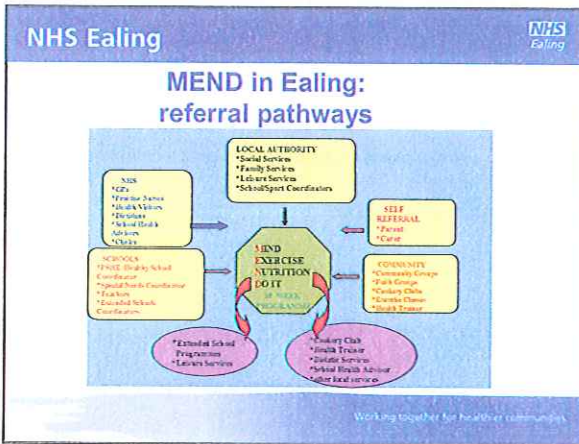 NHS Ealing
NHS
Ealing
MEND in Ealing:
referral pathways
LOCAL AUTHORITY
*Social Services
*Family Services
*Leisure Services
*School/Sport Coordinators
NHS
*GPs
*Practice Nurses
*Health Visitors
*Dietitians
*School Health
Advisors
SELF
REFERRAL
*Parent
*Carer
SCHOOLS
Healthy School
Coordinator
*Special Needs Coordinator
*Teachers
*Extended Schools
Coordinators
MIND
EXERCISE
NUTRITION
DO IT
WEEK
PROGRAMME
COMMUNITY
*Community Groups
*Faith Groups
*Cookery Clubs
*Exercise Classes
*Health Trainer
*Extended School
Programmes
*Leisure Services
*Cookery Club
*Health Trainer
*Dietetic Services
*School Health Advisor
*other local services
Working together for healthier communities